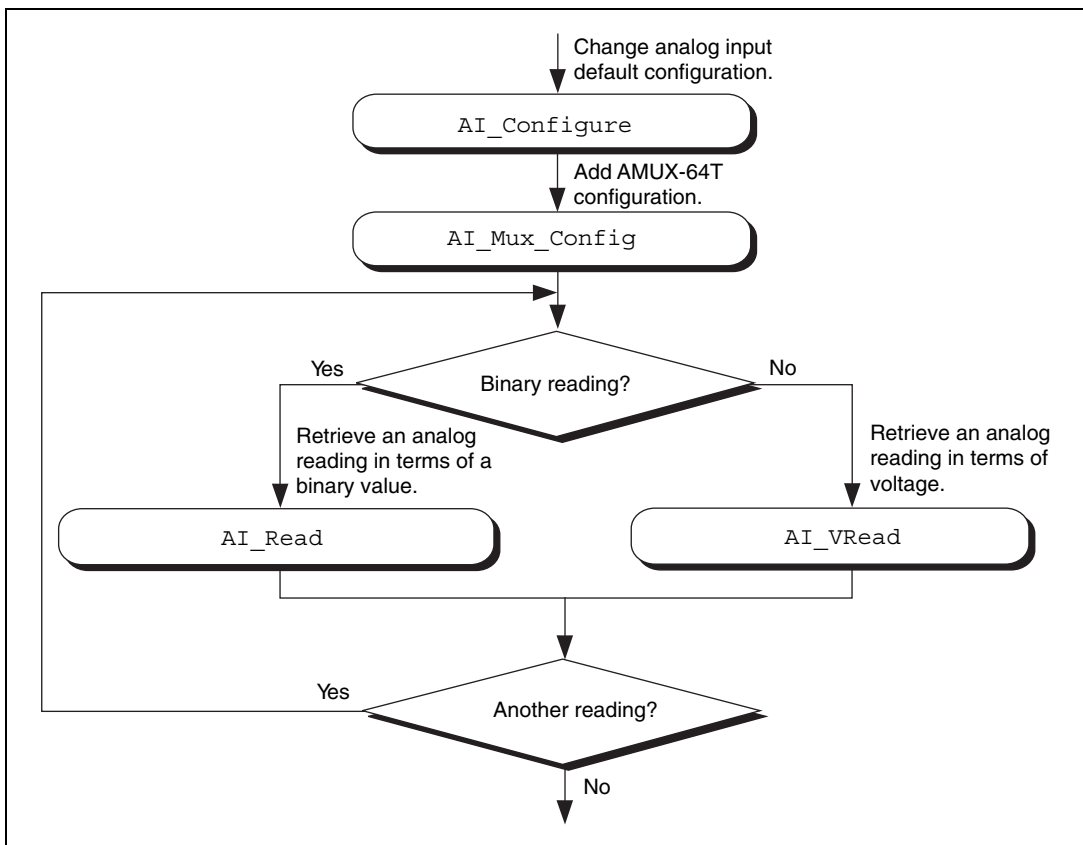 Change analog input
default configuration.
AI_Configure
Add AMUX-64T
configuration.
AI_Mux_Config
Yes
Binary reading?
No
Retrieve an analog
reading in terms of a
binary value.
Retrieve an analog
reading in terms of
voltage.
AI_Read
AI_VRead
Yes
Another reading?
No